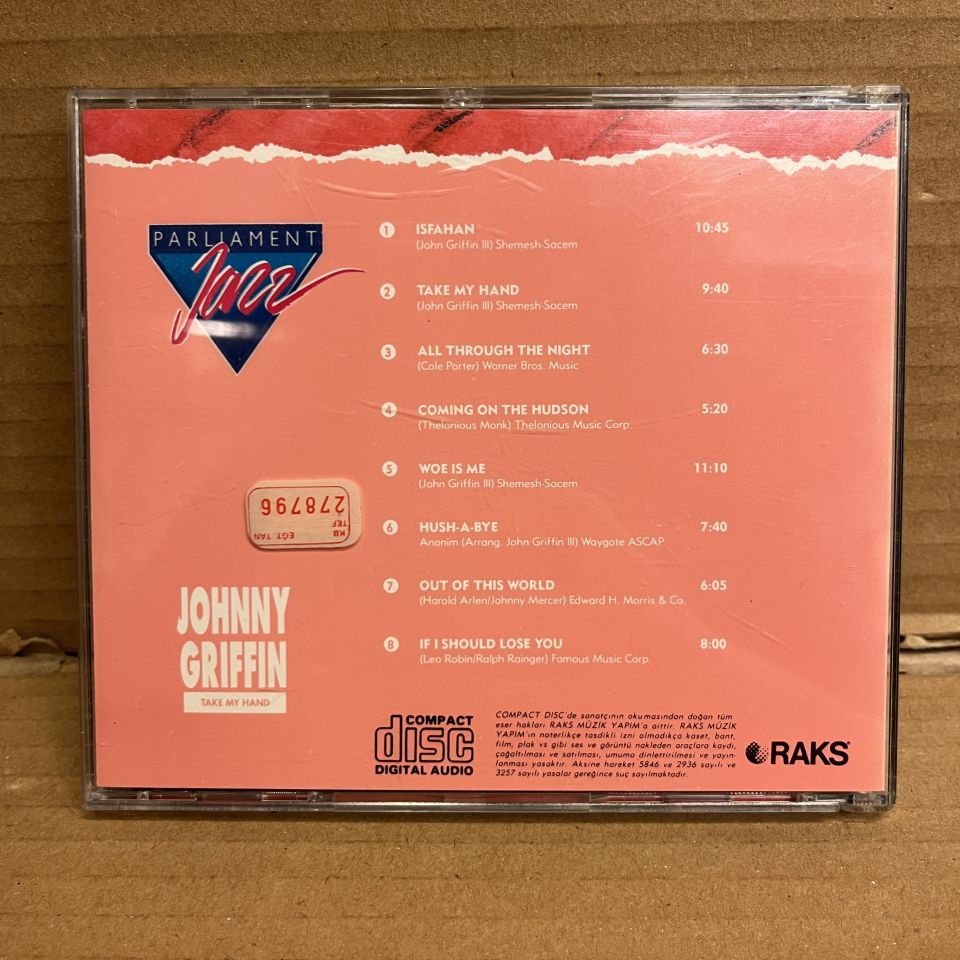 PARLIAMENT
Jazz
1 ISFAHAN 10:45
(John Griffin III) Shemesh-Sacem
2 TAKE MY HAND 9:40
(John Griffin III) Shemesh-Sacem
3 ALL THROUGH THE NIGHT 6:30
(Cole Porter) Warner Bros. Music
4 COMING ON THE HUDSON 5:20
(Thelonious Monk) Thelonious Music Corp.
5 WOE IS ME 11:10
(John Griffin III) Shemesh-Sacem
6 HUSH-A-BYE 7:40
Anonim (Arrang. John Griffin III) Waygate ASCAP
7 OUT OF THIS WORLD 6:05
(Harold Arlen/Johnny Mercer) Edward H. Morris & Co.
8 IF I SHOULD LOSE YOU 8:00
(Leo Robin/Ralph Rainger) Famous Music Corp.
KB EĞT. TAN
TEF
278796
JOHNNY
GRIFFIN
TAKE MY HAND
COMPACT
disc
DIGITAL AUDIO
COMPACT DISC'de sanatçının okumasından doğan tüm
eser hakları RAKS MÜZİK YAPIM'a aittir. RAKS MÜZİK
YAPIM'ın noterlikçe tasdikli izni almadıkça kaset, bant,
film, plak vs gibi ses ve görüntü nakleden araçlara kaydı,
çoğaltılması ve satılması, umuma dinlettirilmesi ve yayın-
lanması yasaktır. Aksine hareket 5846 ve 2936 sayılı ve
3257 sayılı yasalar gereğince suç sayılmaktadır.
RAKS